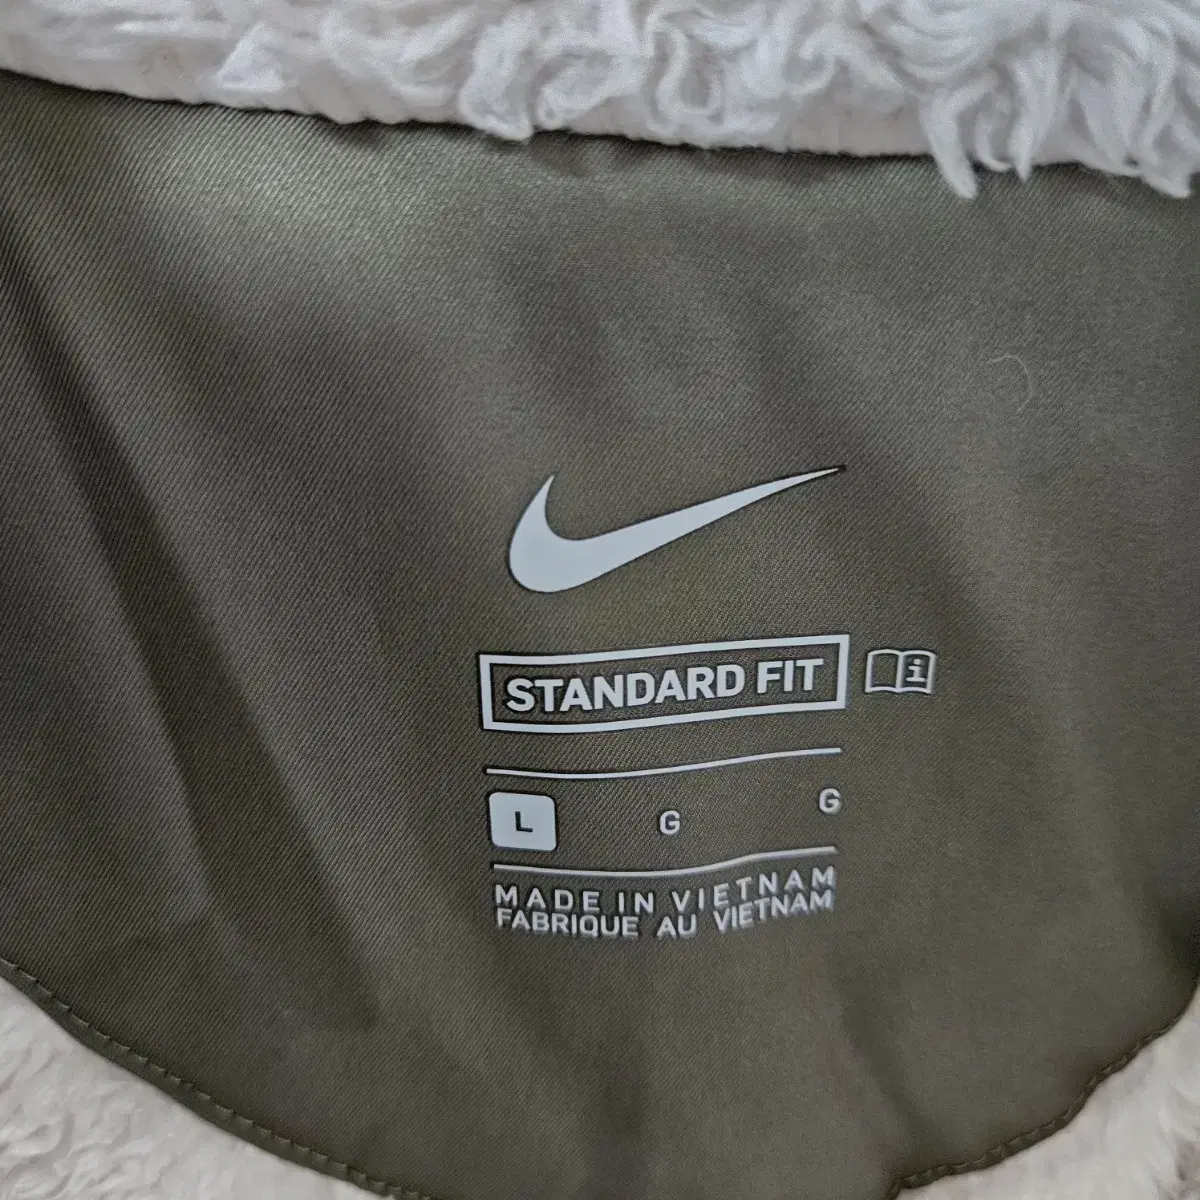 STANDARD FIT i
L G G
MADE IN VIETNAM
FABRIQUE AU VIETNAM